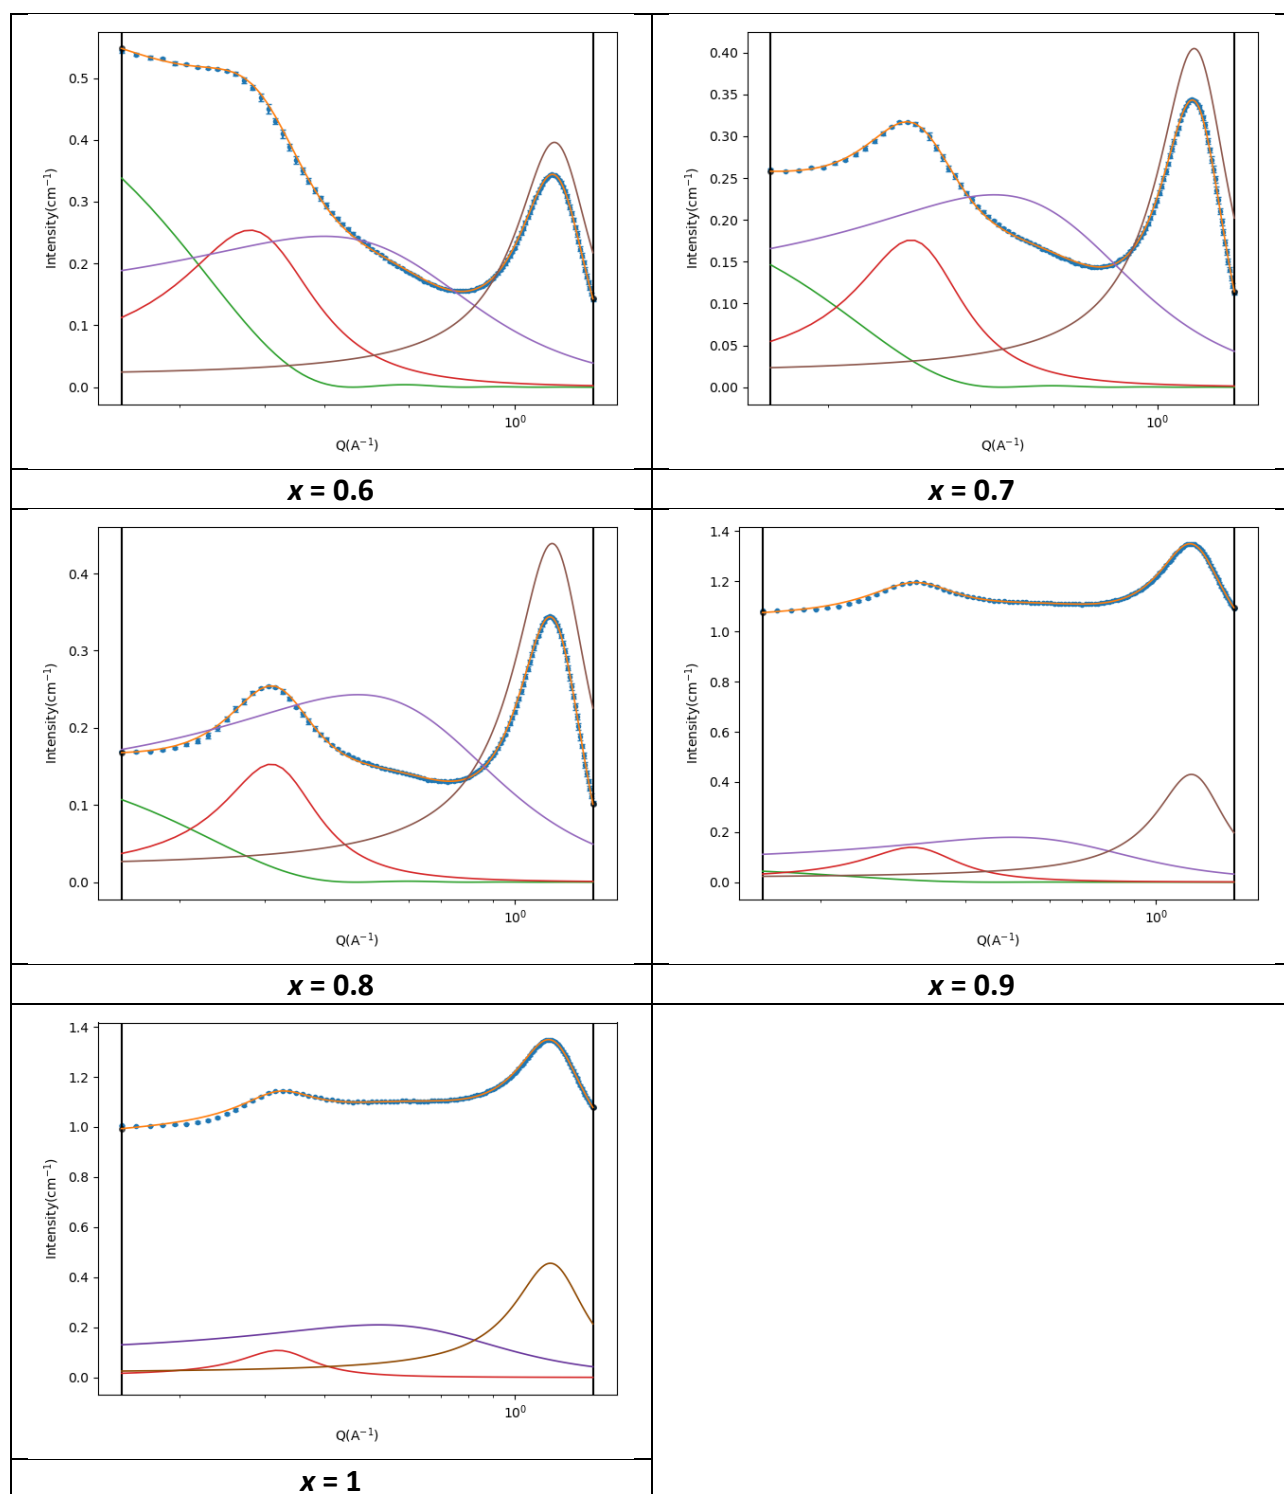 0.5
0.4
0.3
0.2
0.1
0.0
Intensity(cm⁻¹)
10⁰
Q(A⁻¹)
0.40
0.35
0.30
0.25
0.20
0.15
0.10
0.05
0.00
Intensity(cm⁻¹)
10⁰
Q(A⁻¹)
x = 0.6
x = 0.7
0.4
0.3
0.2
0.1
0.0
Intensity(cm⁻¹)
10⁰
Q(A⁻¹)
1.4
1.2
1.0
0.8
0.6
0.4
0.2
0.0
Intensity(cm⁻¹)
10⁰
Q(A⁻¹)
x = 0.8
x = 0.9
1.4
1.2
1.0
0.8
0.6
0.4
0.2
0.0
Intensity(cm⁻¹)
10⁰
Q(A⁻¹)
x = 1